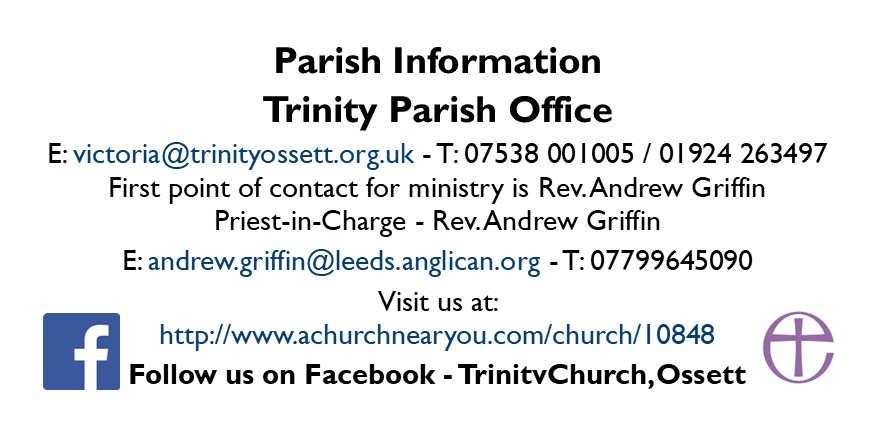 Parish Information
Trinity Parish Office
E: victoria@trinityossett.org.uk - T: 07538 001005 / 01924 263497
First point of contact for ministry is Rev. Andrew Griffin
Priest-in-Charge - Rev. Andrew Griffin
E: andrew.griffin@leeds.anglican.org - T: 07799645090
Visit us at:
http://www.achurchnearyou.com/church/10848
Follow us on Facebook - TrinitvChurch,Ossett